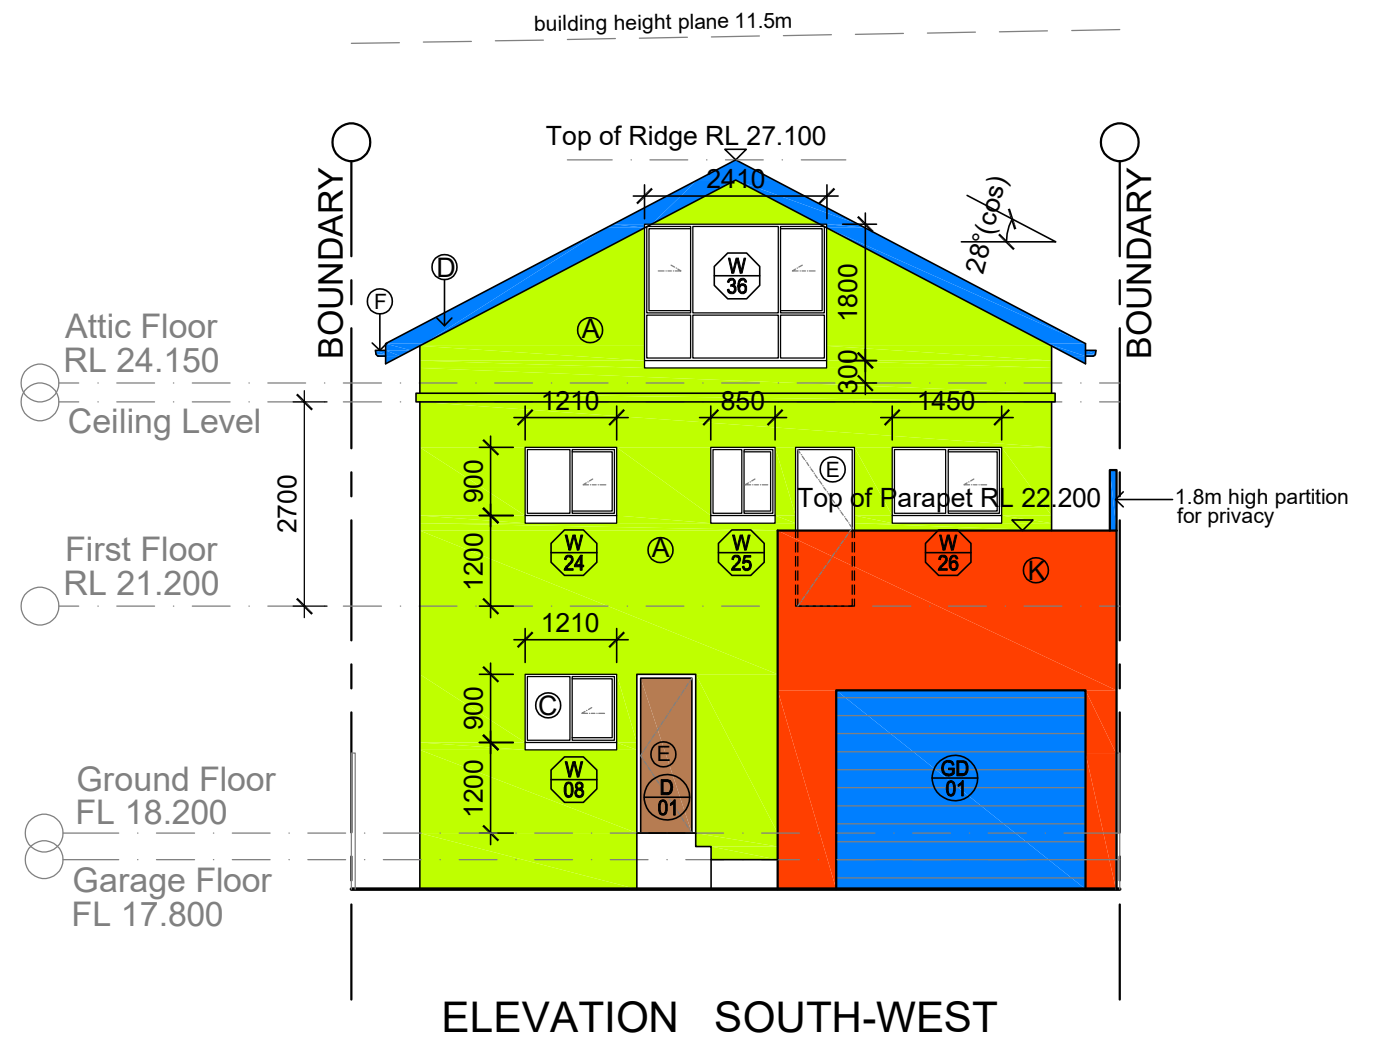 building height plane 11.5m
Top of Ridge RL 27.100
BOUNDARY
BOUNDARY
2410
28°(cos)
D
F
W
36
1800
A
300
Attic Floor
RL 24.150
Ceiling Level
1210
850
1450
2700
900
E
Top of Parapet RL 22.200
1.8m high partition
for privacy
First Floor
RL 21.200
1200
W
24
A
W
25
W
26
K
1210
900
C
E
W
08
D
01
GD
01
1200
Ground Floor
FL 18.200
Garage Floor
FL 17.800
ELEVATION SOUTH-WEST